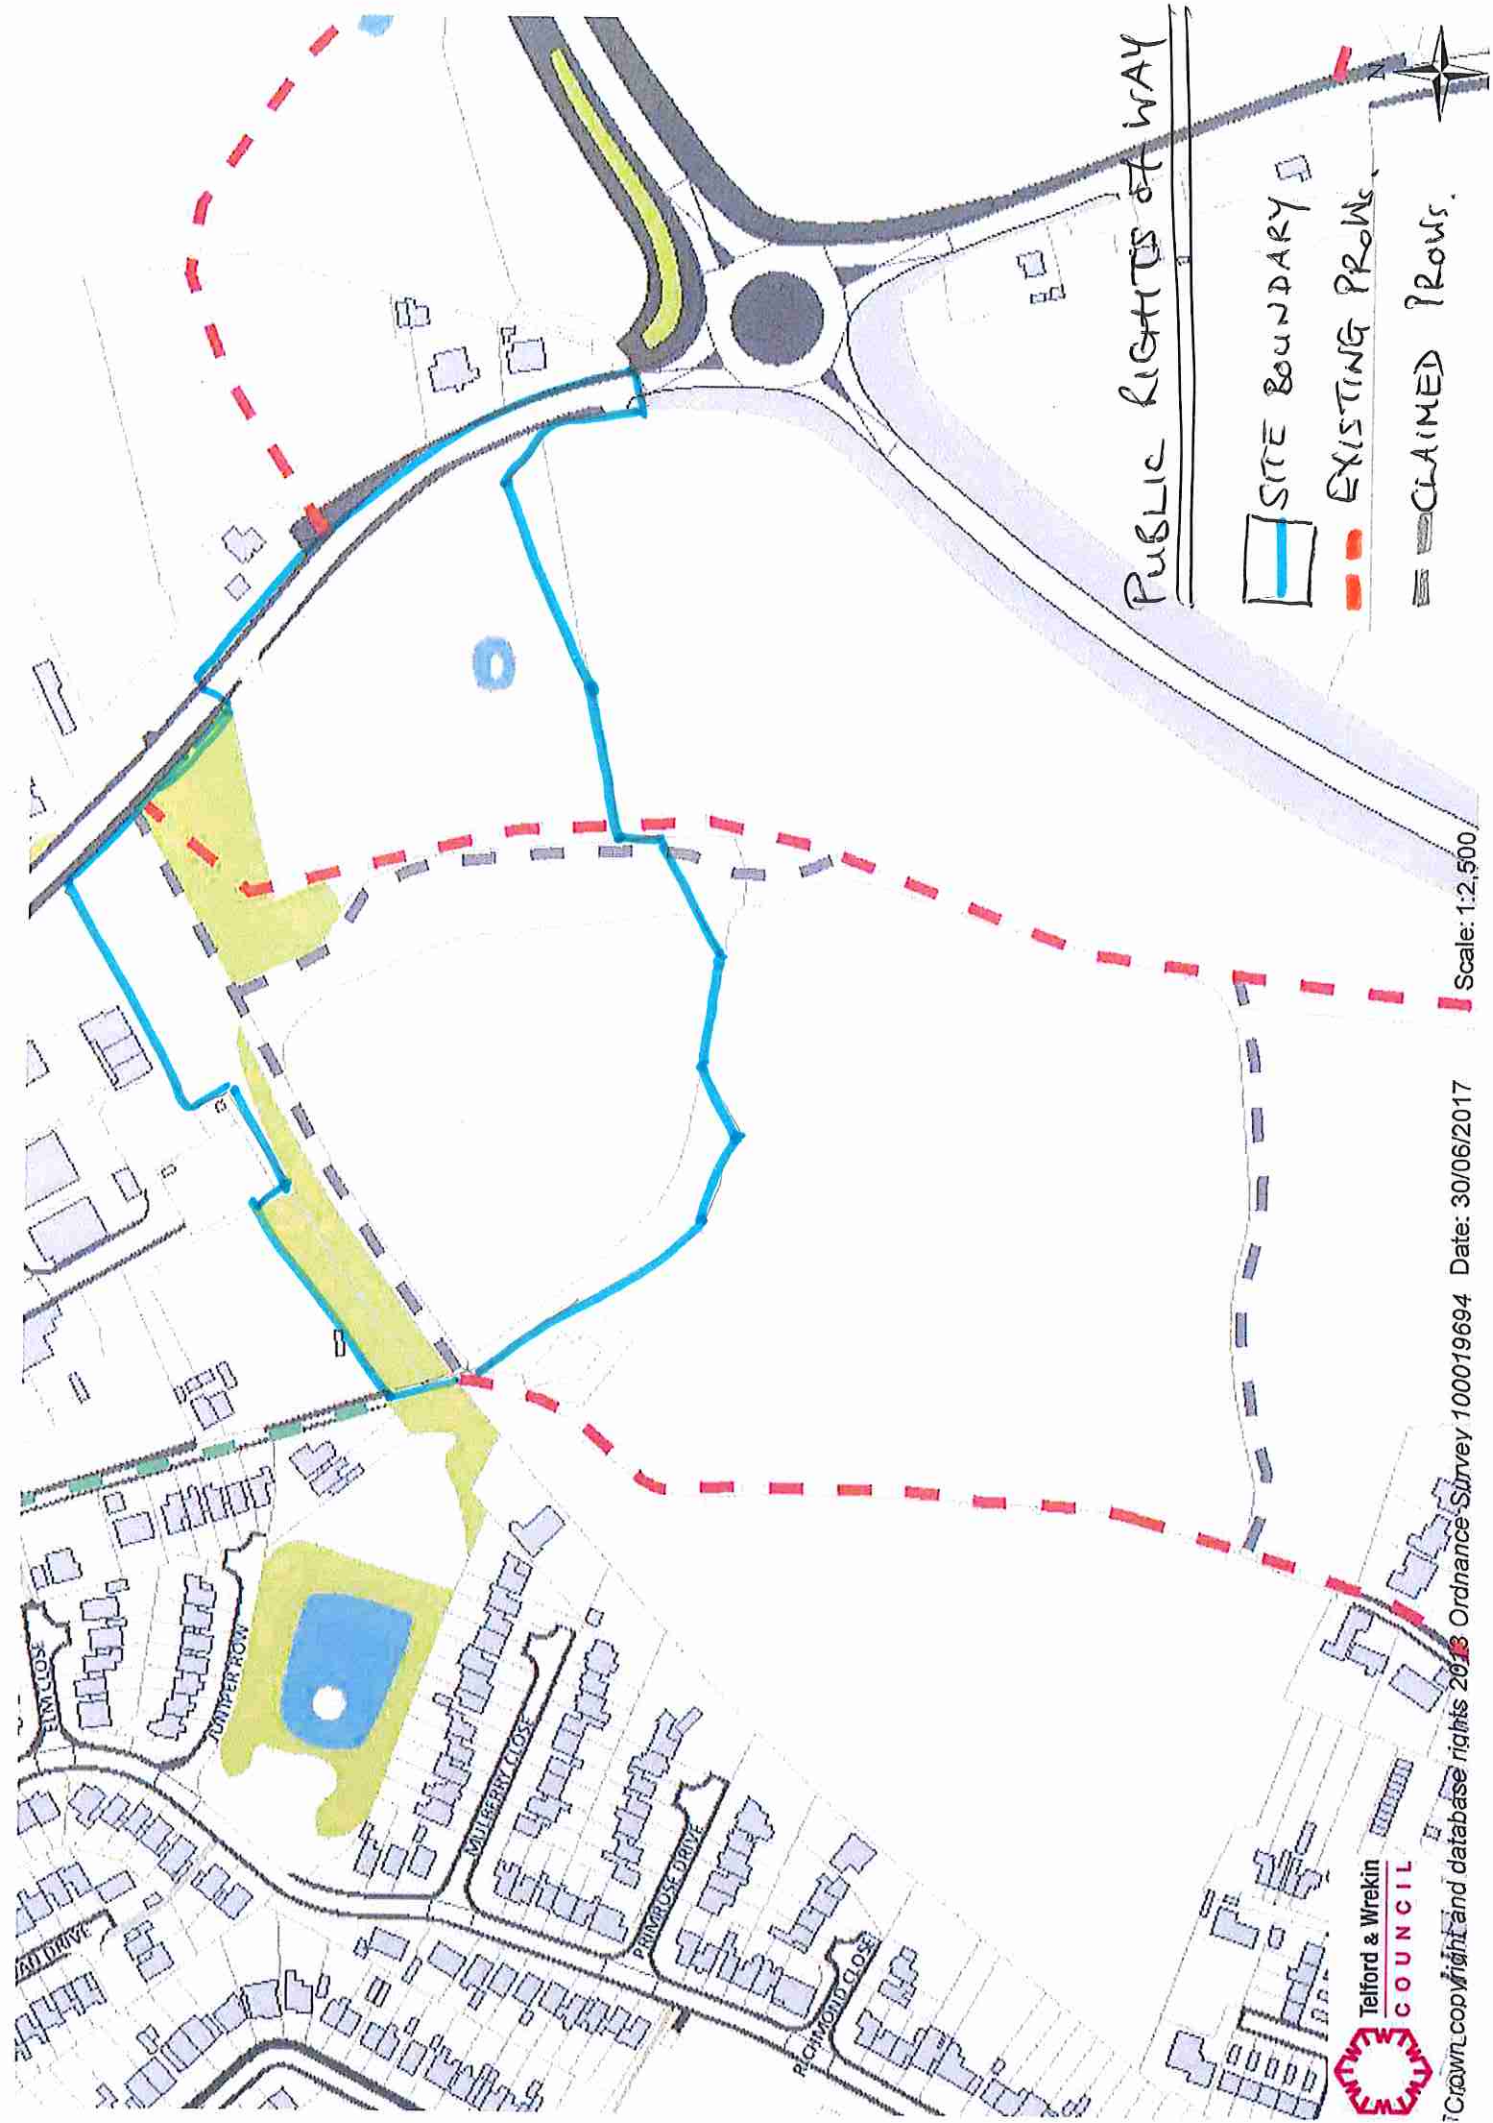 PUBLIC RIGHTS of WAY
SITE BOUNDARY
EXISTING PRoWs.
CLAIMED PRoWs.
N
ELM CLOSE
JUNIPER ROW
MULBERRY CLOSE
PRIMROSE DRIVE
RICHMOND CLOSE
DRIVE
Telford & Wrekin
COUNCIL
Crown copyright and database rights 2013 Ordnance Survey 100019694 Date: 30/06/2017 Scale: 1:2,500